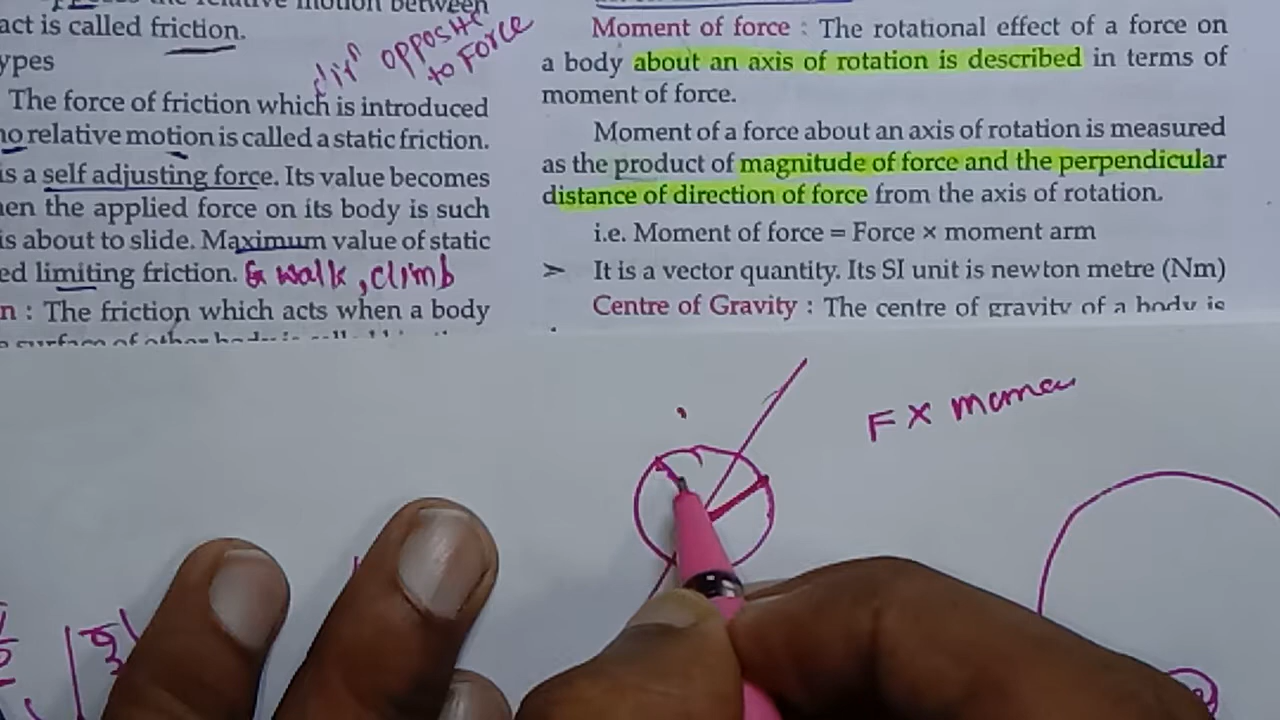 act is called friction.
ypes
The force of friction which is introduced
no relative motion is called a static friction.
is a self adjusting force. Its value becomes
en the applied force on its body is such
is about to slide. Maximum value of static
ed limiting friction. walk, climb
n : The friction which acts when a body
opposite
to Force
Moment of force : The rotational effect of a force on
a body about an axis of rotation is described in terms of
moment of force.
Moment of a force about an axis of rotation is measured
as the product of magnitude of force and the perpendicular
distance of direction of force from the axis of rotation.
i.e. Moment of force = Force × moment arm
➤ It is a vector quantity. Its SI unit is newton metre (Nm)
Centre of Gravity : The centre of gravity of a body is
F × momen